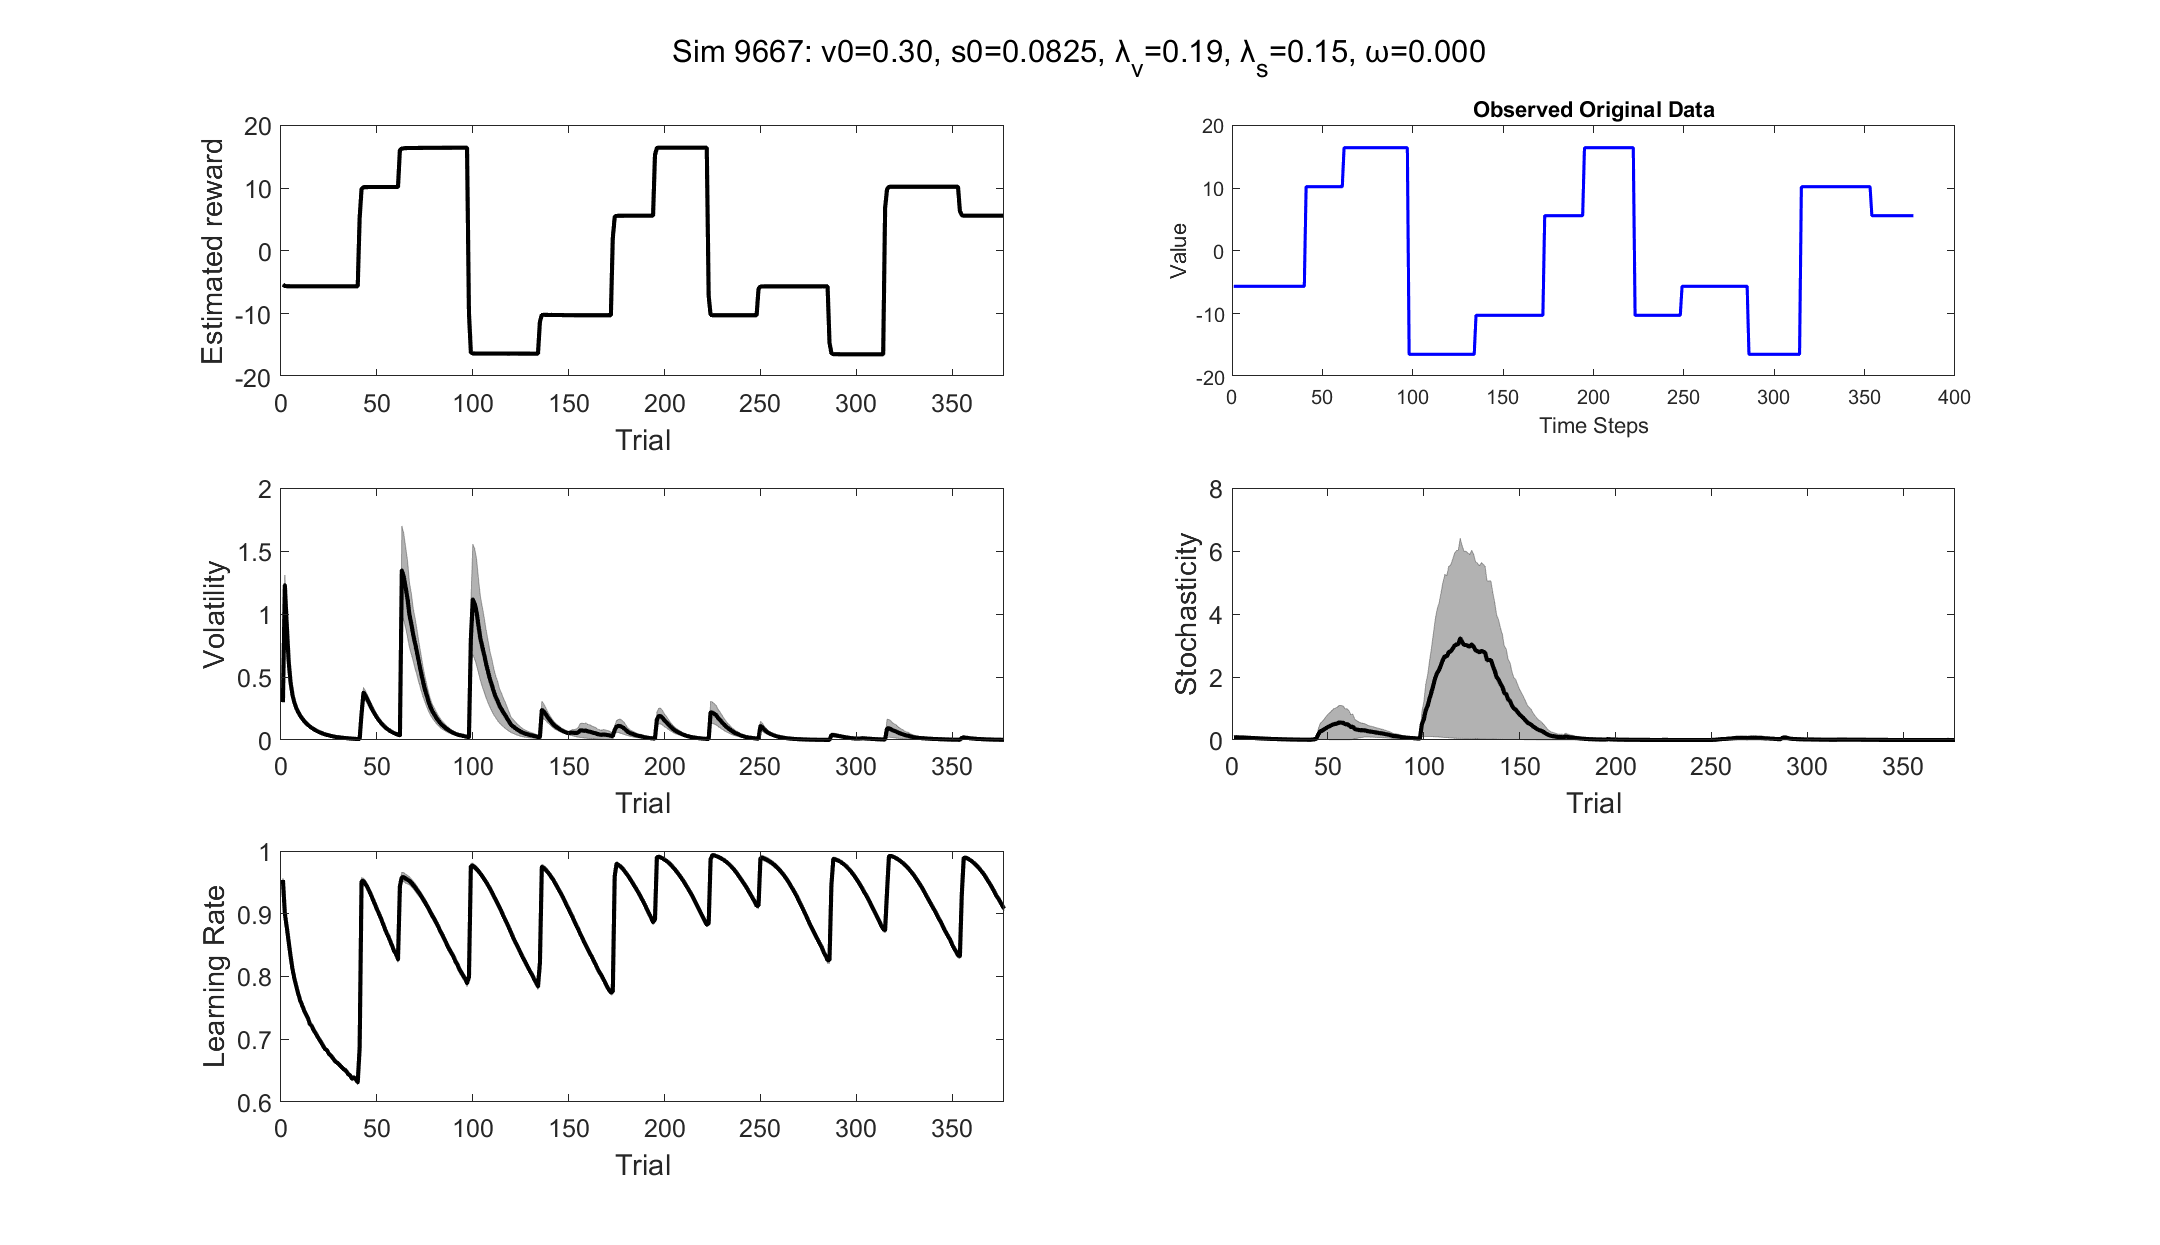 Sim 9667: v0=0.30, s0=0.0825, λv=0.19, λs=0.15, ω=0.000
Estimated reward
20
10
0
-10
-20
0 50 100 150 200 250 300 350
Trial
Observed Original Data
Value
20
10
0
-10
-20
0 50 100 150 200 250 300 350 400
Time Steps
Volatility
2
1.5
1
0.5
0
0 50 100 150 200 250 300 350
Trial
Stochasticity
8
6
4
2
0
0 50 100 150 200 250 300 350
Trial
Learning Rate
1
0.9
0.8
0.7
0.6
0 50 100 150 200 250 300 350
Trial